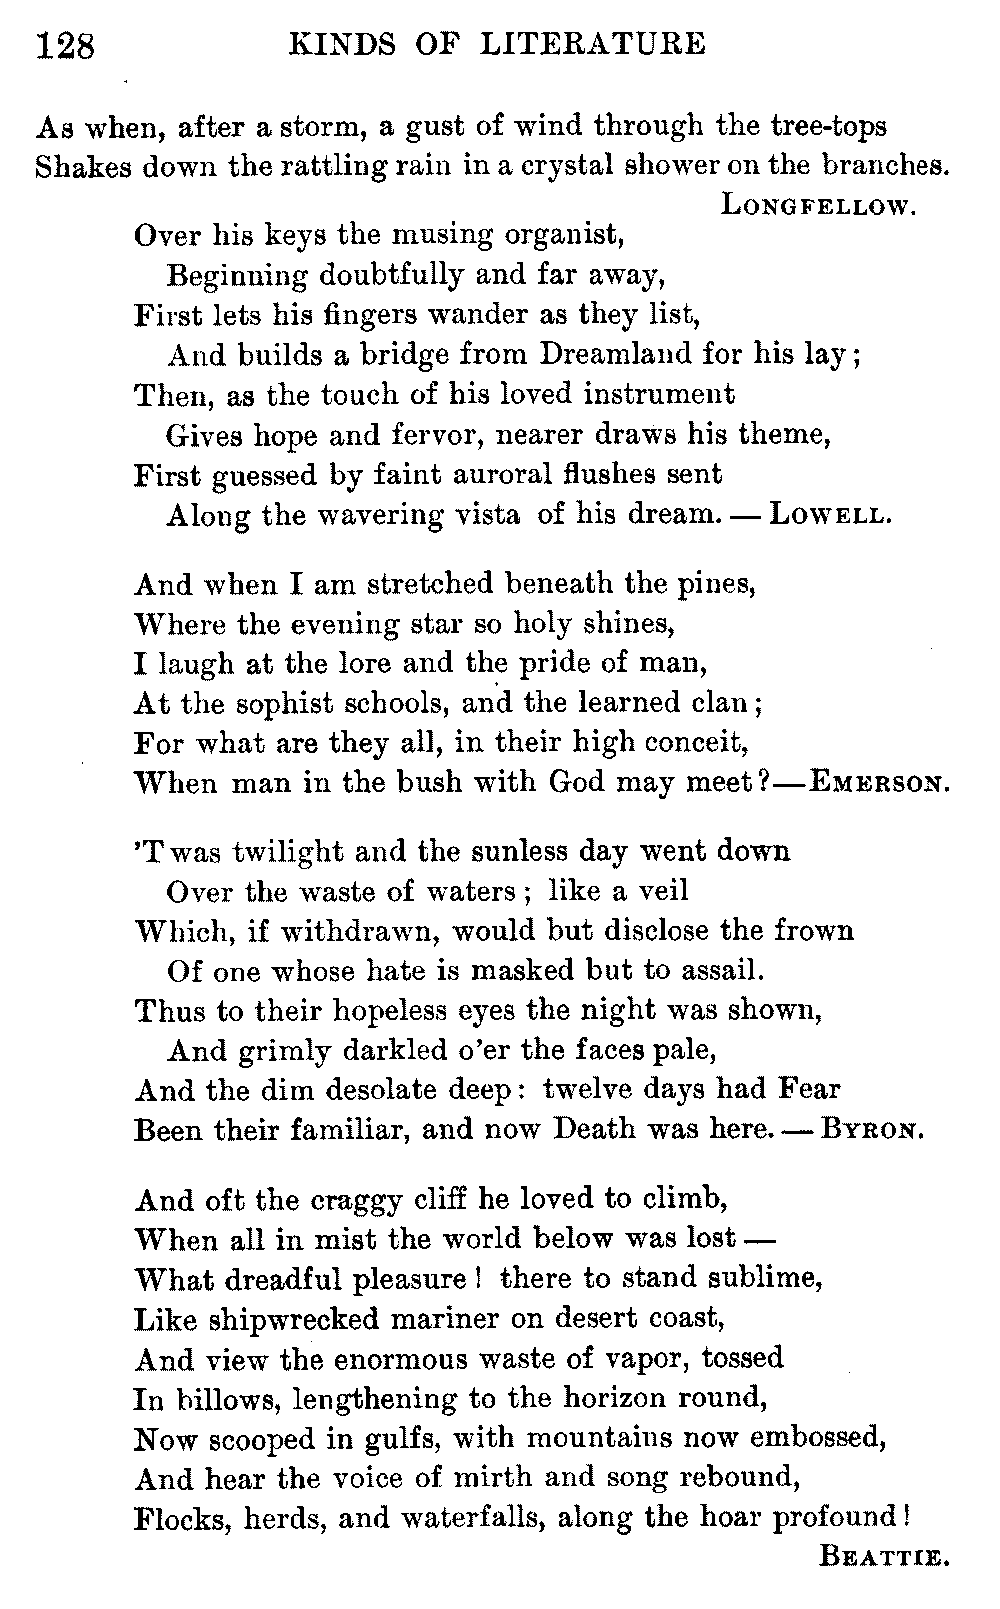 128 KINDS OF LITERATURE
As when, after a storm, a gust of wind through the tree-tops
Shakes down the rattling rain in a crystal shower on the branches.
LONGFELLOW.
Over his keys the musing organist,
Beginning doubtfully and far away,
First lets his fingers wander as they list,
And builds a bridge from Dreamland for his lay;
Then, as the touch of his loved instrument
Gives hope and fervor, nearer draws his theme,
First guessed by faint auroral flushes sent
Along the wavering vista of his dream. — LOWELL.
And when I am stretched beneath the pines,
Where the evening star so holy shines,
I laugh at the lore and the pride of man,
At the sophist schools, and the learned clan;
For what are they all, in their high conceit,
When man in the bush with God may meet?—EMERSON.
'Twas twilight and the sunless day went down
Over the waste of waters; like a veil
Which, if withdrawn, would but disclose the frown
Of one whose hate is masked but to assail.
Thus to their hopeless eyes the night was shown,
And grimly darkled o'er the faces pale,
And the dim desolate deep: twelve days had Fear
Been their familiar, and now Death was here. — BYRON.
And oft the craggy cliff he loved to climb,
When all in mist the world below was lost —
What dreadful pleasure! there to stand sublime,
Like shipwrecked mariner on desert coast,
And view the enormous waste of vapor, tossed
In billows, lengthening to the horizon round,
Now scooped in gulfs, with mountains now embossed,
And hear the voice of mirth and song rebound,
Flocks, herds, and waterfalls, along the hoar profound!
BEATTIE.